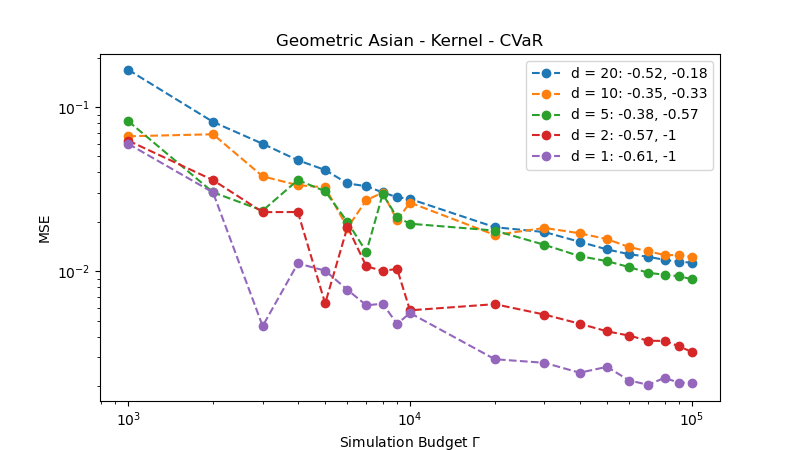 Geometric Asian - Kernel - CVaR
MSE
10⁻¹
10⁻²
d = 20: -0.52, -0.18
d = 10: -0.35, -0.33
d = 5: -0.38, -0.57
d = 2: -0.57, -1
d = 1: -0.61, -1
10³
10⁴
10⁵
Simulation Budget Γ